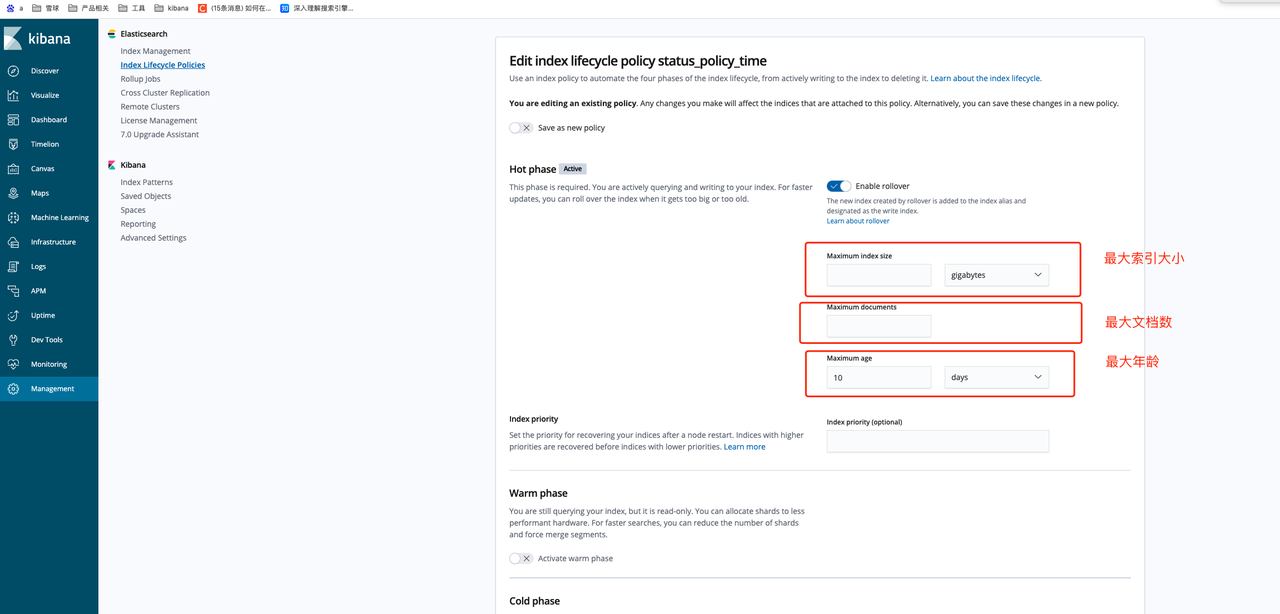 a 雪球 产品相关 工具 kibana (15条消息) 如何在... 深入理解搜索引擎...
kibana
Discover
Visualize
Dashboard
Timelion
Canvas
Maps
Machine Learning
Infrastructure
Logs
APM
Uptime
Dev Tools
Monitoring
Management
Elasticsearch
Index Management
Index Lifecycle Policies
Rollup Jobs
Cross Cluster Replication
Remote Clusters
License Management
7.0 Upgrade Assistant
Kibana
Index Patterns
Saved Objects
Spaces
Reporting
Advanced Settings
Edit index lifecycle policy status_policy_time
Use an index policy to automate the four phases of the index lifecycle, from actively writing to the index to deleting it. Learn about the index lifecycle.
You are editing an existing policy. Any changes you make will affect the indices that are attached to this policy. Alternatively, you can save these changes in a new policy.
Save as new policy
Hot phase Active
This phase is required. You are actively querying and writing to your index. For faster
updates, you can roll over the index when it gets too big or too old.
Enable rollover
The new index created by rollover is added to the index alias and
designated as the write index.
Learn about rollover
Maximum index size
gigabytes
最大索引大小
Maximum documents
最大文档数
Maximum age
10 days
最大年龄
Index priority
Set the priority for recovering your indices after a node restart. Indices with higher
priorities are recovered before indices with lower priorities. Learn more
Index priority (optional)
Warm phase
You are still querying your index, but it is read-only. You can allocate shards to less
performant hardware. For faster searches, you can reduce the number of shards
and force merge segments.
Activate warm phase
Cold phase